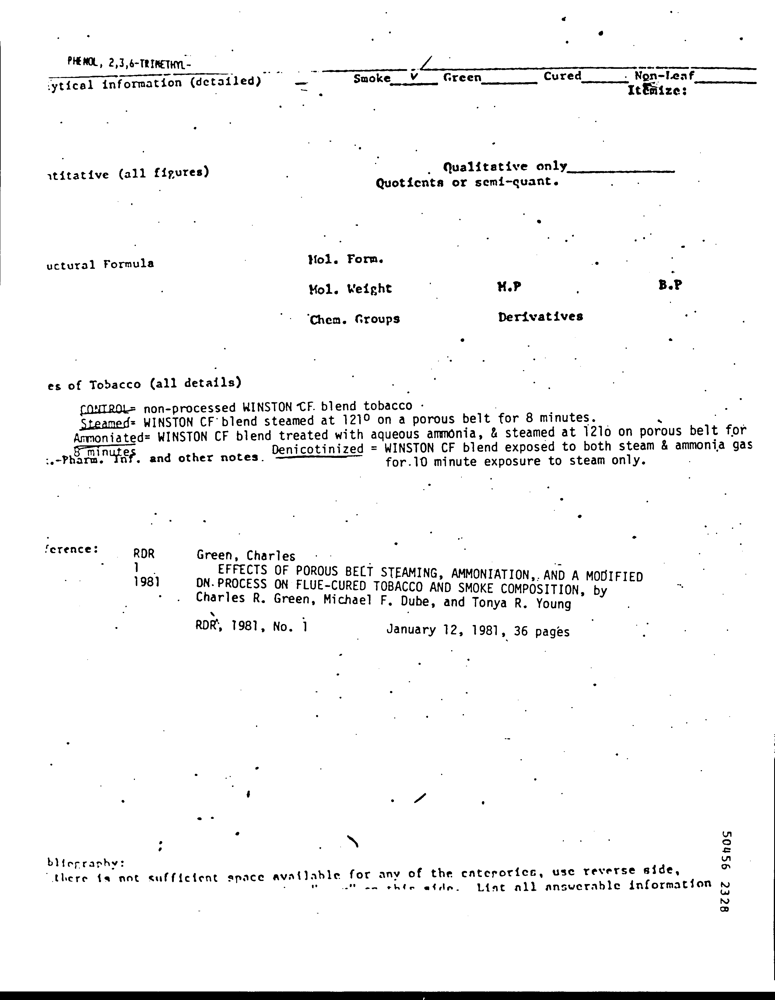 PHENOL, 2,3,6-TRIMETHYL-
ytical information (detailed) Smoke √ Green Cured Non-Leaf
Itemize:
ntitative (all figures) Qualitative only
Quotients or semi-quant.
uctural Formula Mol. Form.
Mol. Weight M.P B.P
Chem. Groups Derivatives
es of Tobacco (all details)
CONTROL= non-processed WINSTON CF. blend tobacco
Steamed= WINSTON CF blend steamed at 121º on a porous belt for 8 minutes.
Ammoniated= WINSTON CF blend treated with aqueous ammonia, & steamed at 121º on porous belt for
8 minutes. Denicotinized = WINSTON CF blend exposed to both steam & ammonia gas
.-Pharm. Inf. and other notes. for 10 minute exposure to steam only.
ference: RDR Green, Charles
1 EFFECTS OF POROUS BELT STEAMING, AMMONIATION, AND A MODIFIED
1981 DN PROCESS ON FLUE-CURED TOBACCO AND SMOKE COMPOSITION, by
Charles R. Green, Michael F. Dube, and Tonya R. Young
RDR, 1981, No. 1 January 12, 1981, 36 pages
bliography:
there is not sufficient space available for any of the categories, use reverse side,
" " on this side. List all answerable information
50456 2328